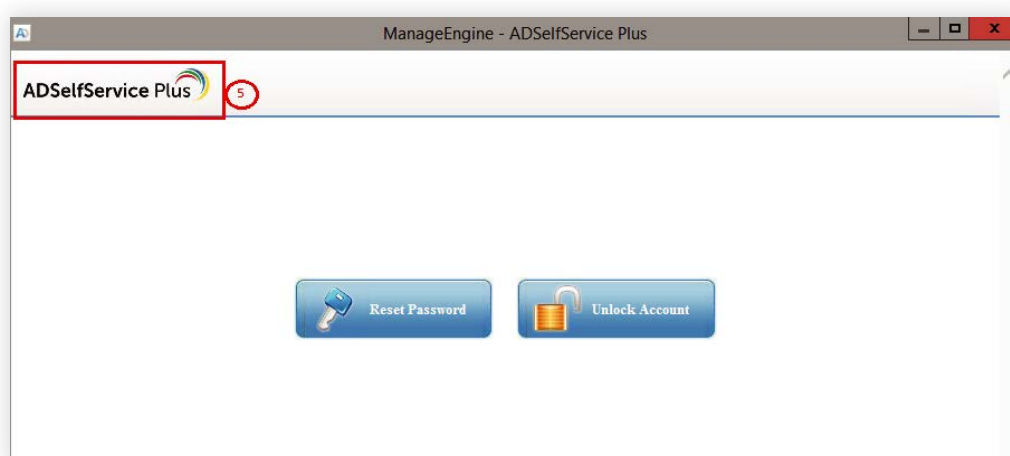 ManageEngine - ADSelfService Plus
ADSelfService Plus
5
Reset Password
Unlock Account